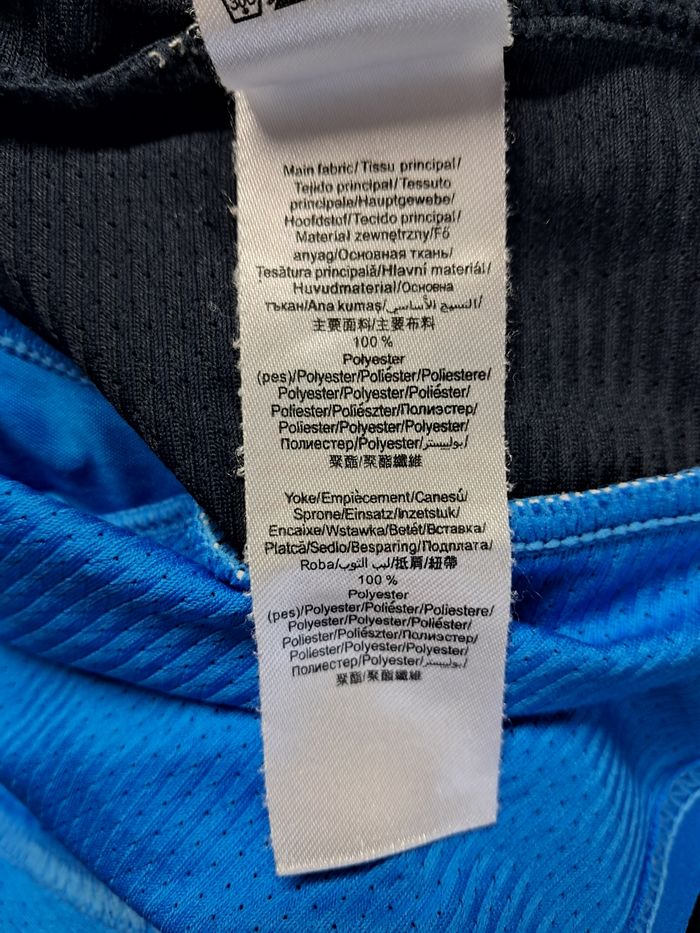 Main fabric/Tissu principal/
Tejido principal/Tessuto
principale/Hauptgewebe/
Hoofdstof/Tecido principal/
Materiał zewnętrzny/Fő
anyag/Основная ткань/
Tesătura principală/Hlavní materiál/
Huvudmaterial/Основна
тъкан/Ana kumaş/النسيج الأساسي/
主要面料/主要布料
100 %
Polyester
(pes)/Polyester/Poliéster/Poliestere/
Polyester/Polyester/Poliéster/
Poliester/Poliészter/Полиэстер/
Poliester/Polyester/Polyester/
Полиестер/Polyester/بوليستر/
聚酯/聚酯纖維
Yoke/Empiècement/Canesú/
Sprone/Einsatz/Inzetstuk/
Encaixe/Wstawka/Betét/Вставка/
Platcă/Sedlo/Besparing/Подплата/
Roba/لبيب الثوب/抵肩/紐帶
100 %
Polyester
(pes)/Polyester/Poliéster/Poliestere/
Polyester/Polyester/Poliéster/
Poliester/Poliészter/Полиэстер/
Poliester/Polyester/Polyester/
Полиестер/Polyester/بوليستر/
聚酯/聚酯纖維